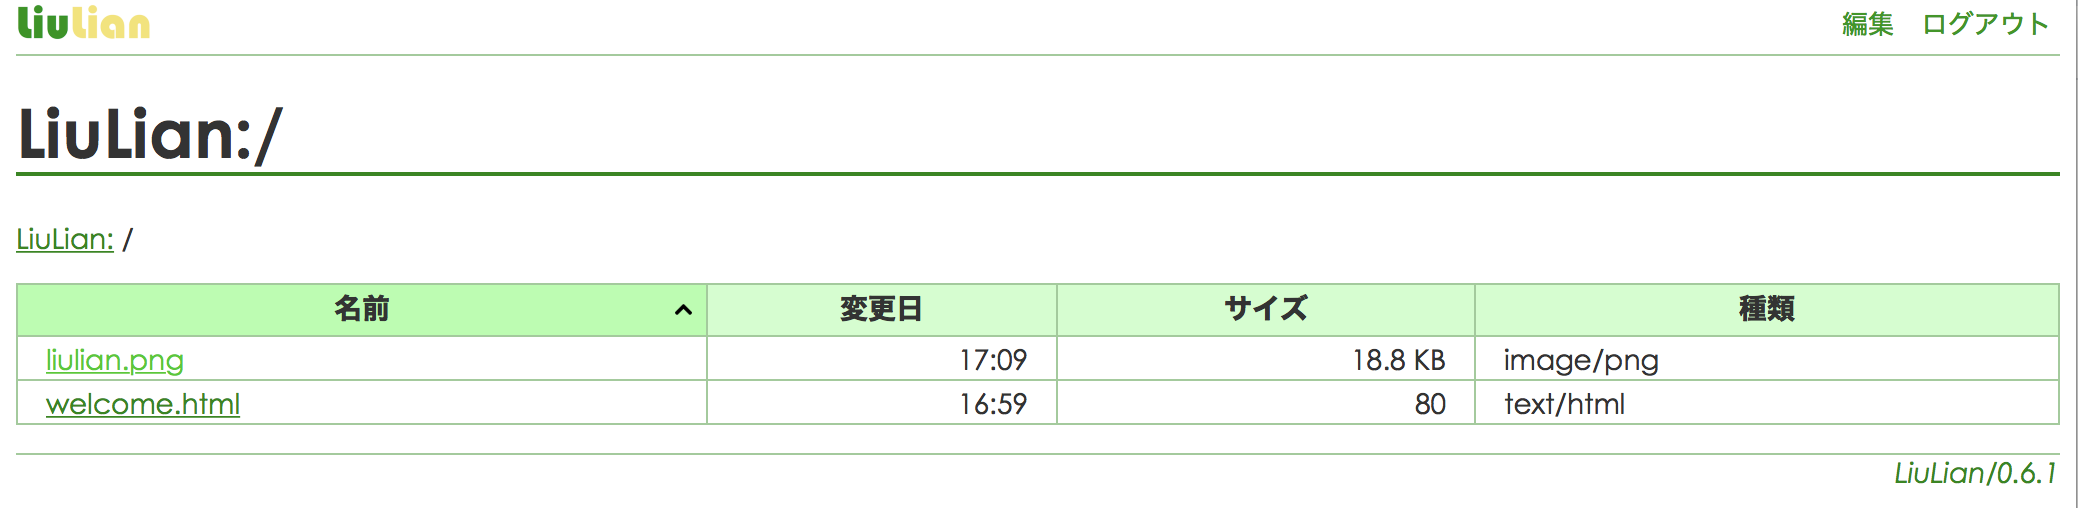 LiuLian 編集 ログアウト
LiuLian:/
LiuLian: /
名前 変更日 サイズ 種類
liulian.png 17:09 18.8 KB image/png
welcome.html 16:59 80 text/html
LiuLian/0.6.1